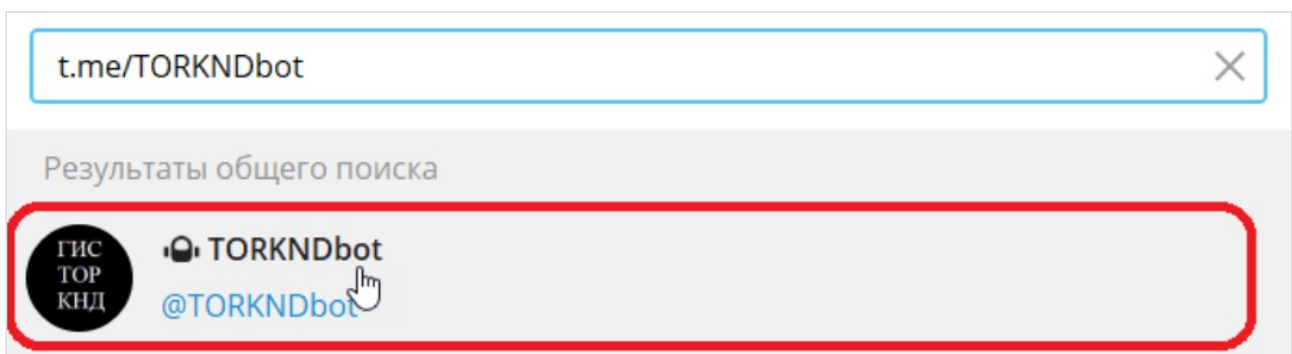 t.me/TORKNDbot
Результаты общего поиска
ГИС
ТОР
КНД
TORKNDbot
@TORKNDbot